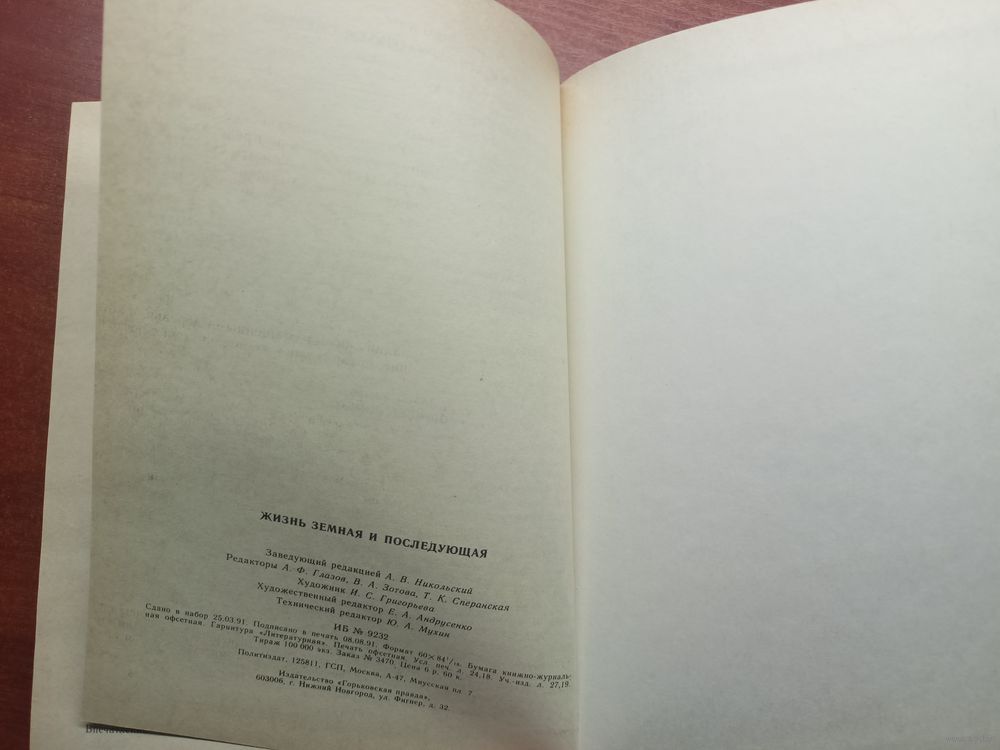 ЖИЗНЬ ЗЕМНАЯ И ПОСЛЕДУЮЩАЯ
Заведующий редакцией А. В. Никольский
Редакторы А. Ф. Глазов, В. А. Зотова, Т. К. Сперанская
Художник И. С. Григорьева
Художественный редактор Е. А. Андрусенко
Технический редактор Ю. А. Мухин
ИБ № 9232
Сдано в набор 25.03.91. Подписано в печать 08.08.91. Формат 60×84¹/₁₆. Бумага книжно-журналь-
ная офсетная. Гарнитура «Литературная». Печать офсетная. Усл. печ. л. 24,18. Уч.-изд. л. 27,19.
Тираж 100 000 экз. Заказ № 3470. Цена 6 р. 60 к.
Политиздат, 125811, ГСП, Москва, А-47, Миусская пл. 7.
Издательство «Горьковская правда»,
603006, г. Нижний Новгород, ул. Фигнер, д. 32.